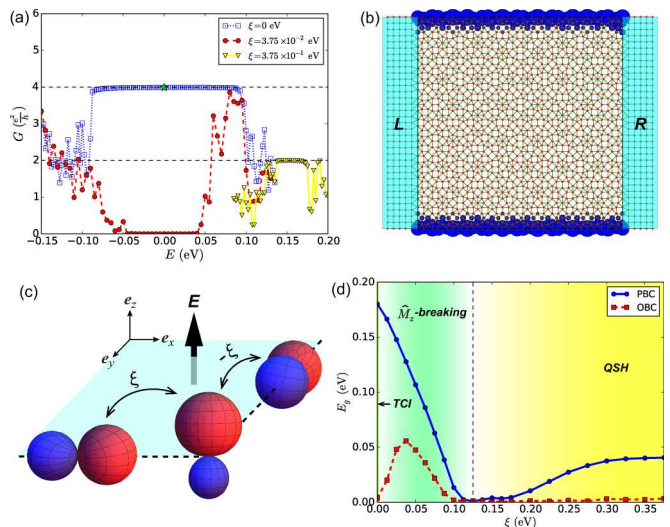 (a)
G (e²/h)
6
5
4
3
2
1
0
ξ=0 eV
ξ=3.75×10⁻² eV
ξ=3.75×10⁻¹ eV
−0.15 −0.10 −0.05 0.00 0.05 0.10 0.15 0.20
E (eV)
(b)
L
R
(c)
e_z
e_x
e_y
E
ξ
-ξ
(d)
E_g (eV)
0.20
0.15
0.10
0.05
0.00
M̂_z-breaking
PBC
OBC
QSH
TCI
0.00 0.05 0.10 0.15 0.20 0.25 0.30 0.35
ξ (eV)